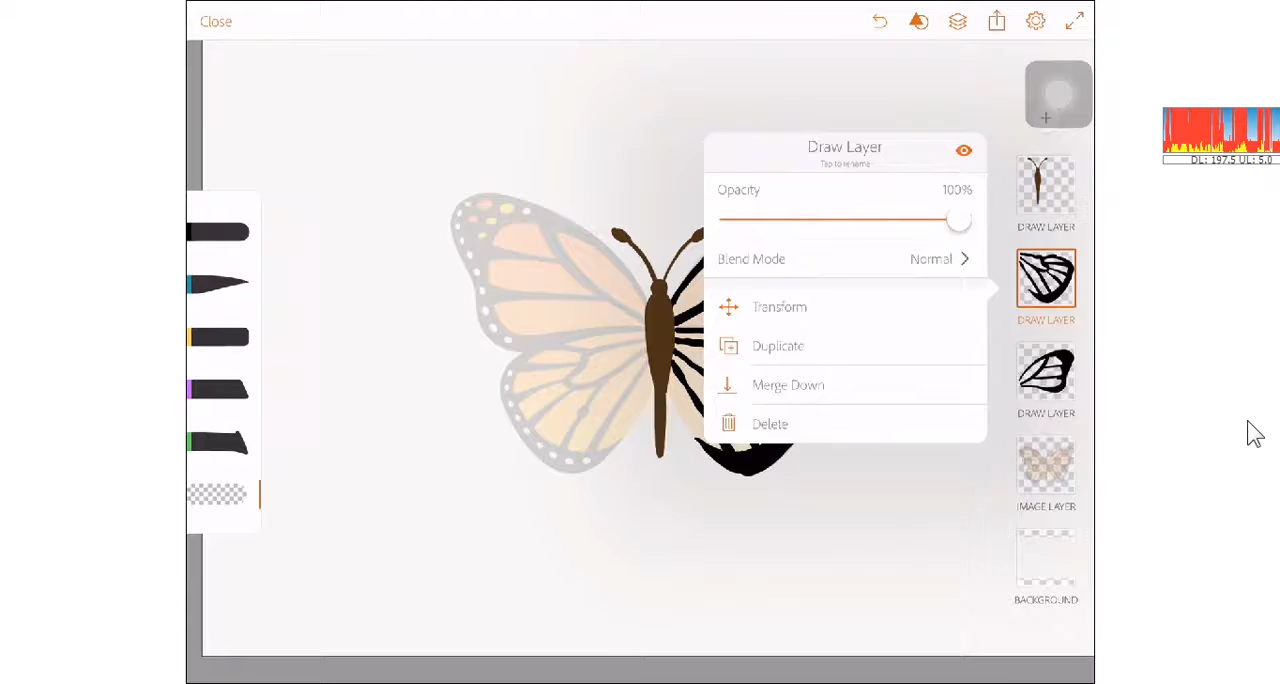 Close
Draw Layer
Tap to rename
Opacity 100%
Blend Mode Normal
Transform
Duplicate
Merge Down
Delete
DRAW LAYER
DRAW LAYER
DRAW LAYER
IMAGE LAYER
BACKGROUND
DL: 197.5 UL: 5.0